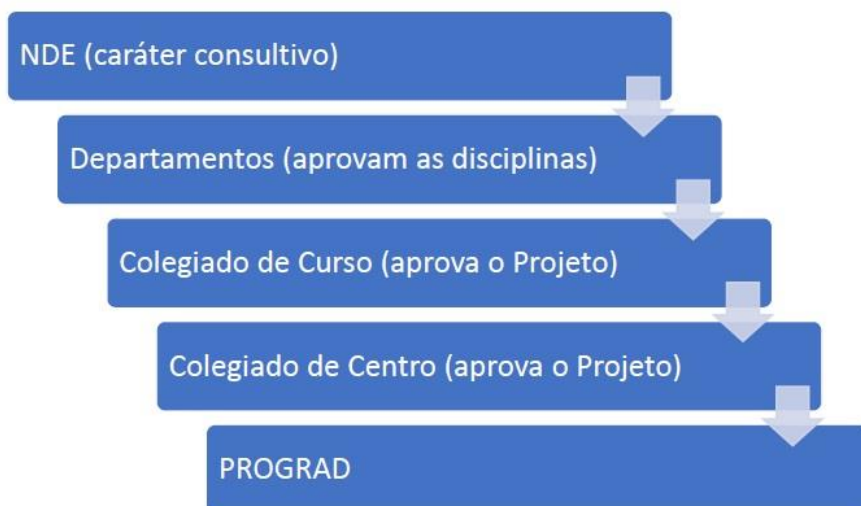 NDE (caráter consultivo)
Departamentos (aprovam as disciplinas)
Colegiado de Curso (aprova o Projeto)
Colegiado de Centro (aprova o Projeto)
PROGRAD